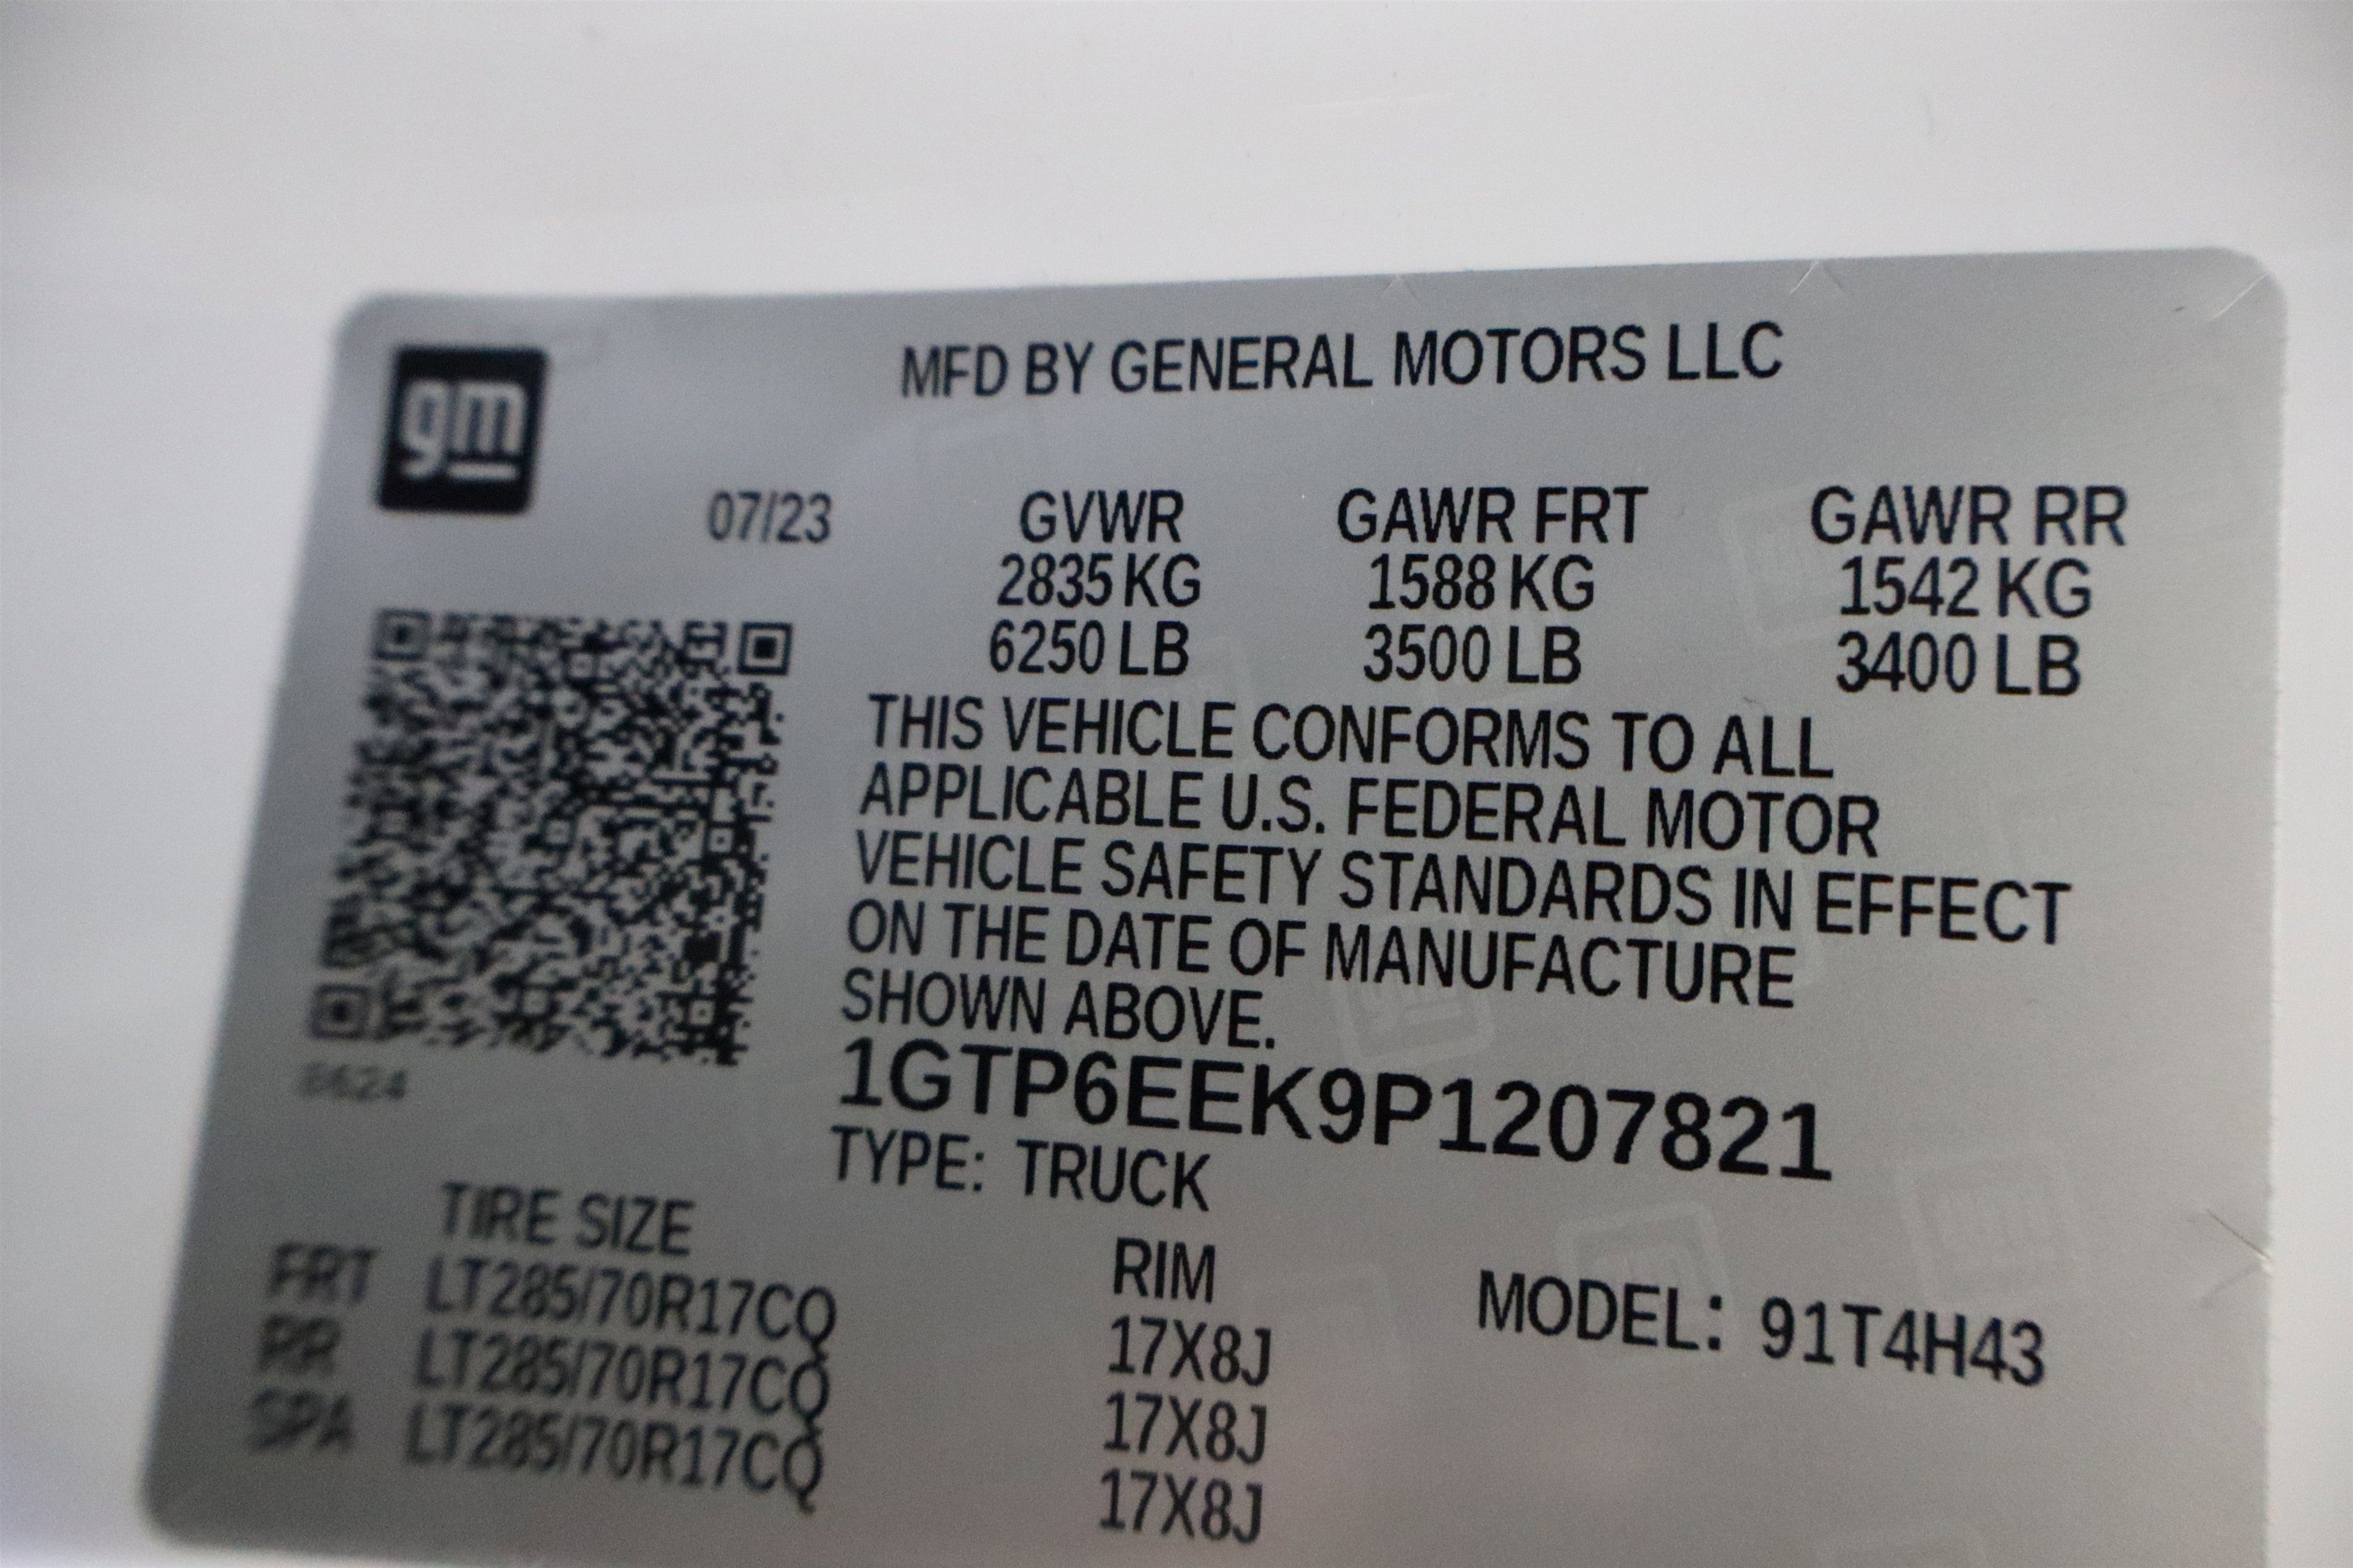 gm
MFD BY GENERAL MOTORS LLC
07/23 GVWR GAWR FRT GAWR RR
2835 KG 1588 KG 1542 KG
6250 LB 3500 LB 3400 LB
THIS VEHICLE CONFORMS TO ALL
APPLICABLE U.S. FEDERAL MOTOR
VEHICLE SAFETY STANDARDS IN EFFECT
ON THE DATE OF MANUFACTURE
SHOWN ABOVE.
1GTP6EEK9P1207821
TYPE: TRUCK
TIRE SIZE RIM
FRT LT285/70R17CQ 17X8J
RR LT285/70R17CQ 17X8J
SPA LT285/70R17CQ 17X8J
MODEL: 91T4H43